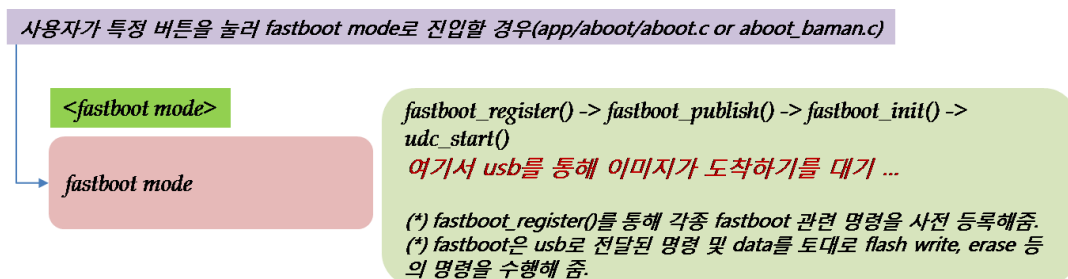 사용자가 특정 버튼을 눌러 fastboot mode로 진입할 경우(app/aboot/aboot.c or aboot_baman.c)
<fastboot mode>
fastboot mode
fastboot_register() -> fastboot_publish() -> fastboot_init() ->
udc_start()
여기서 usb를 통해 이미지가 도착하기를 대기 ...
(*) fastboot_register()를 통해 각종 fastboot 관련 명령을 사전 등록해줌.
(*) fastboot은 usb로 전달된 명령 및 data를 토대로 flash write, erase 등
의 명령을 수행해 줌.